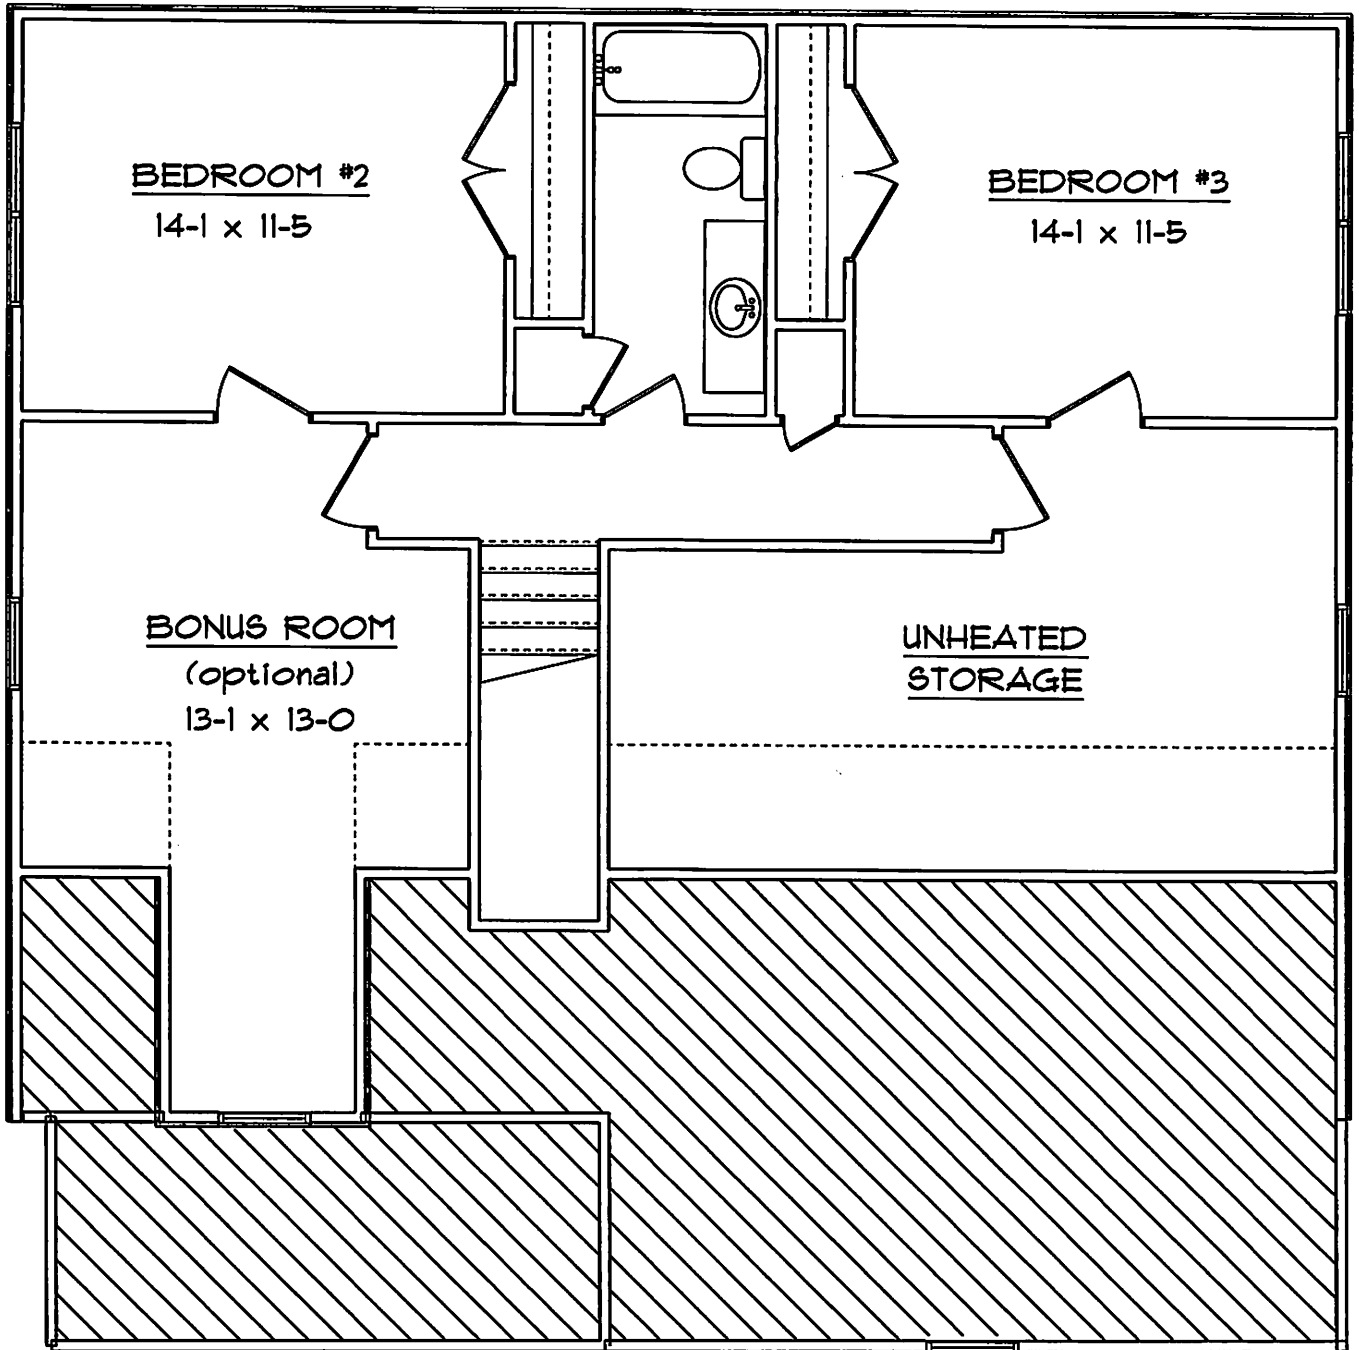 BEDROOM #2
14-1 x 11-5
BEDROOM #3
14-1 x 11-5
BONUS ROOM
(optional)
13-1 x 13-0
UNHEATED
STORAGE